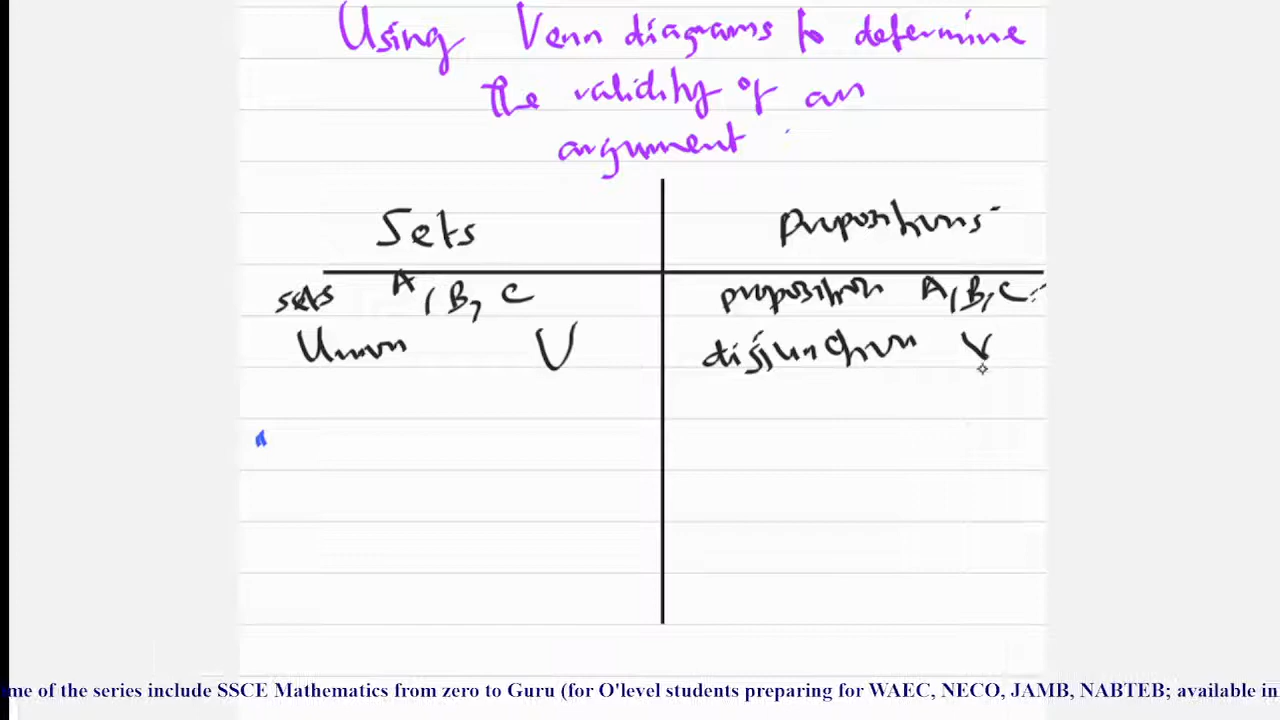 Using Venn diagrams to determine
the validity of an
argument
Sets
propositions
sets A, B, C
proposition A, B, C
Union U
disjunction V
ome of the series include SSCE Mathematics from zero to Guru (for O'level students preparing for WAEC, NECO, JAMB, NABTEB; available in